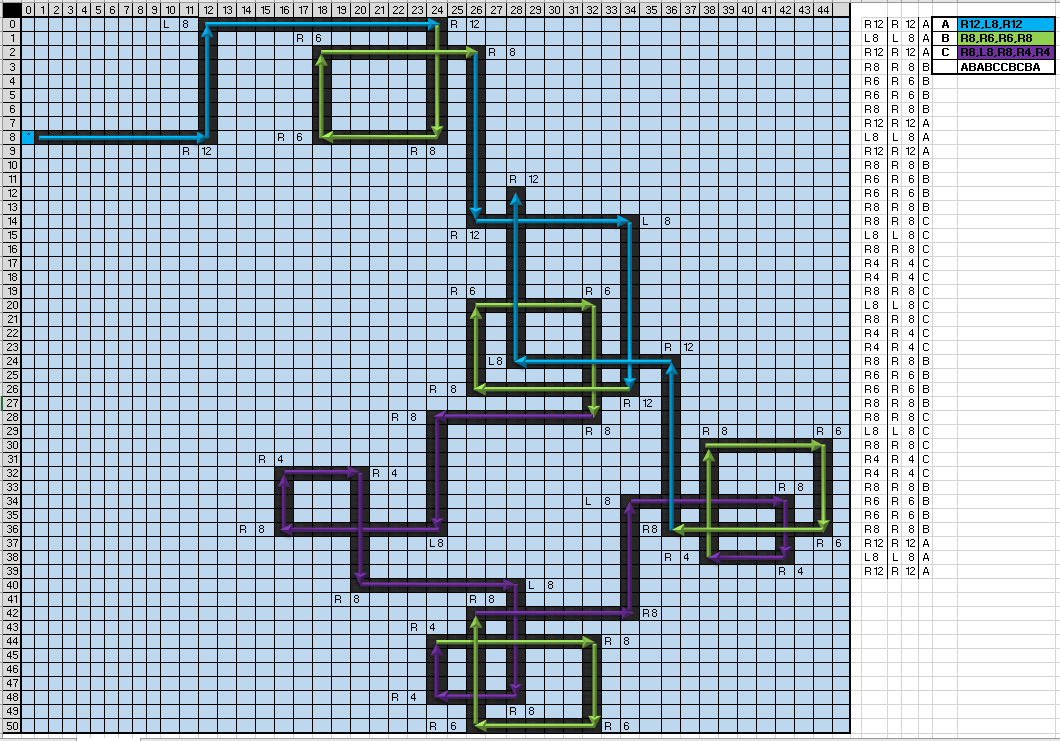 0 1 2 3 4 5 6 7 8 9 10 11 12 13 14 15 16 17 18 19 20 21 22 23 24 25 26 27 28 29 30 31 32 33 34 35 36 37 38 39 40 41 42 43 44
0 L 8 R 12 R12 R 12 A A R12,L8,R12
1 R 6 L8 L 8 A B R8,R6,R6,R8
2 R 8 R12 R 12 A C R8,L8,R8,R4,R4
3 R8 R 8 B ABABCCBCBA
4 R6 R 6 B
5 R6 R 6 B
6 R8 R 8 B
7 R12 R 12 A
8 ^ R 6 L8 L 8 A
9 R 12 R 8 R12 R 12 A
10 R8 R 8 B
11 R 12 R6 R 6 B
12 R6 R 6 B
13 R8 R 8 B
14 L 8 R8 R 8 C
15 R 12 L8 L 8 C
16 R8 R 8 C
17 R4 R 4 C
18 R4 R 4 C
19 R 6 R 6 R8 R 8 C
20 L8 L 8 C
21 R8 R 8 C
22 R4 R 4 C
23 R 12 R4 R 4 C
24 L8 R8 R 8 B
25 R6 R 6 B
26 R 8 R6 R 6 B
27 R 12 R8 R 8 B
28 R 8 R8 R 8 C
29 R 8 R 8 R 6 L8 L 8 C
30 R8 R 8 C
31 R 4 R4 R 4 C
32 R 4 R4 R 4 C
33 R 8 R8 R 8 B
34 L 8 R6 R 6 B
35 R6 R 6 B
36 R 8 R8 R8 R 8 B
37 L8 R 6 R12 R 12 A
38 R 4 L8 L 8 A
39 R 4 R12 R 12 A
40 L 8
41 R 8 R 8
42 R8
43 R 4
44 R 8
45
46
47
48 R 4
49 R 8
50 R 6 R 6